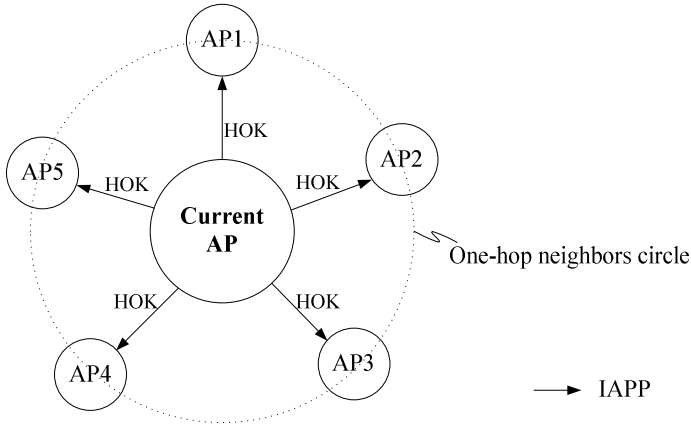 AP1
HOK
AP2
AP5
HOK
HOK
Current
AP
One-hop neighbors circle
HOK
HOK
AP4
AP3
IAPP